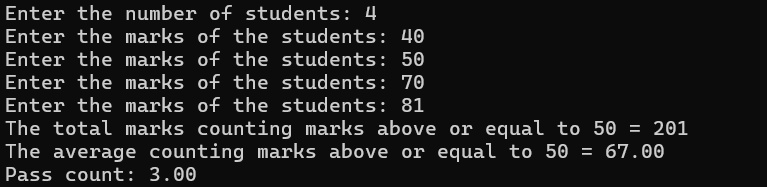 Enter the number of students: 4
Enter the marks of the students: 40
Enter the marks of the students: 50
Enter the marks of the students: 70
Enter the marks of the students: 81
The total marks counting marks above or equal to 50 = 201
The average counting marks above or equal to 50 = 67.00
Pass count: 3.00